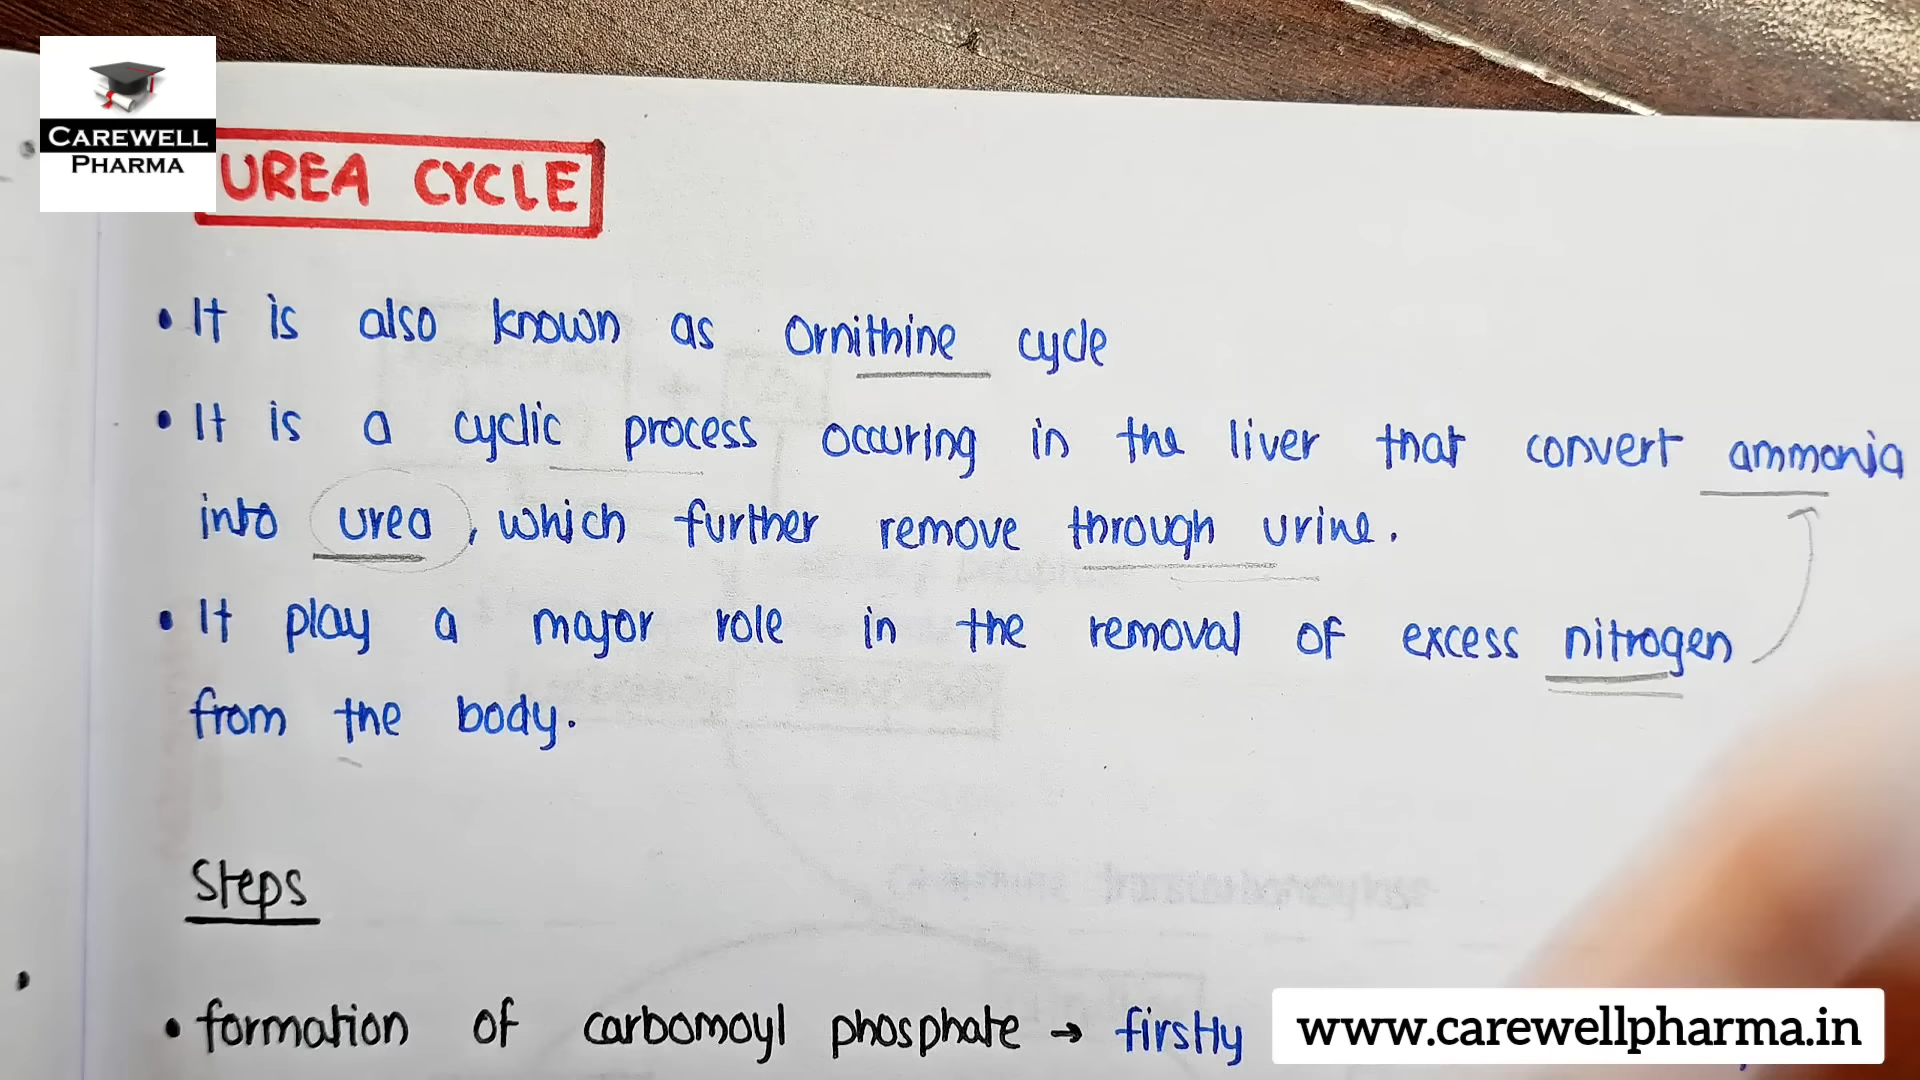 CAREWELL
PHARMA
UREA CYCLE
• It is also known as Ornithine cycle
• It is a cyclic process occuring in the liver that convert ammonia
into urea, which further remove through urine.
• It play a major role in the removal of excess nitrogen
from the body.
Steps
• formation of carbomoyl phosphate → firstly
www.carewellpharma.in